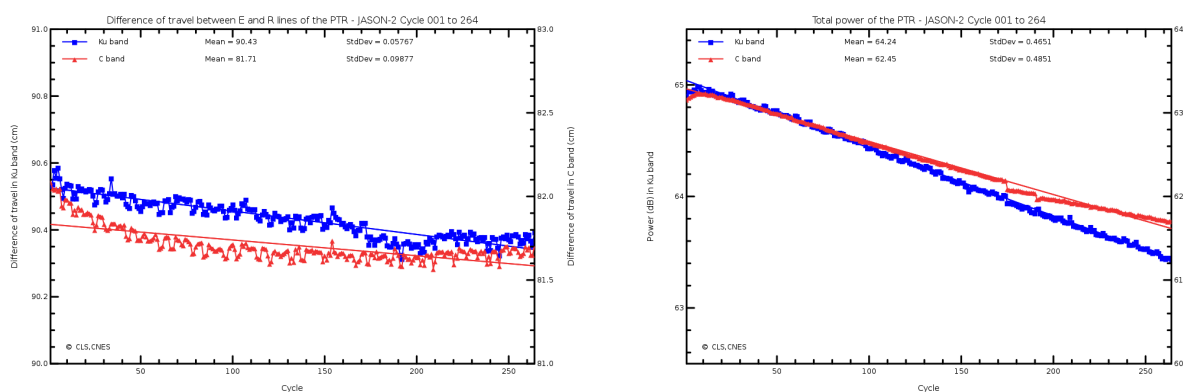 Difference of travel between E and R lines of the PTR - JASON-2 Cycle 001 to 264
91.0
90.8
90.6
90.4
90.2
90.0
Difference of travel in Ku band (cm)
Ku band Mean = 90.43 StdDev = 0.05767
C band Mean = 81.71 StdDev = 0.09877
© CLS,CNES
50 100 150 200 250
Cycle
83.0
82.5
82.0
81.5
81.0
Difference of travel in C band (cm)
Total power of the PTR - JASON-2 Cycle 001 to 264
65
64
63
Power (dB) in Ku band
Ku band Mean = 64.24 StdDev = 0.4651
C band Mean = 62.45 StdDev = 0.4851
© CLS,CNES
50 100 150 200 250
Cycle
64
63
62
61
60